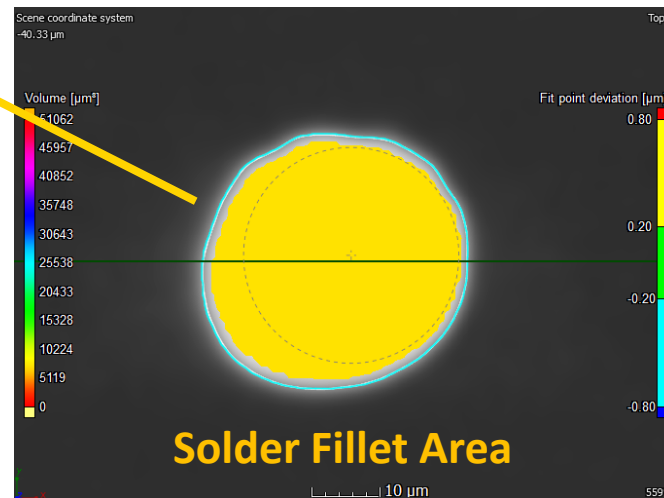 Scene coordinate system
-40.33 µm
Top
Volume [µm³]
51062
45957
40852
35748
30643
25538
20433
15328
10224
5119
0
Fit point deviation [µm
0.80
0.20
-0.20
-0.80
Solder Fillet Area
10 µm
559